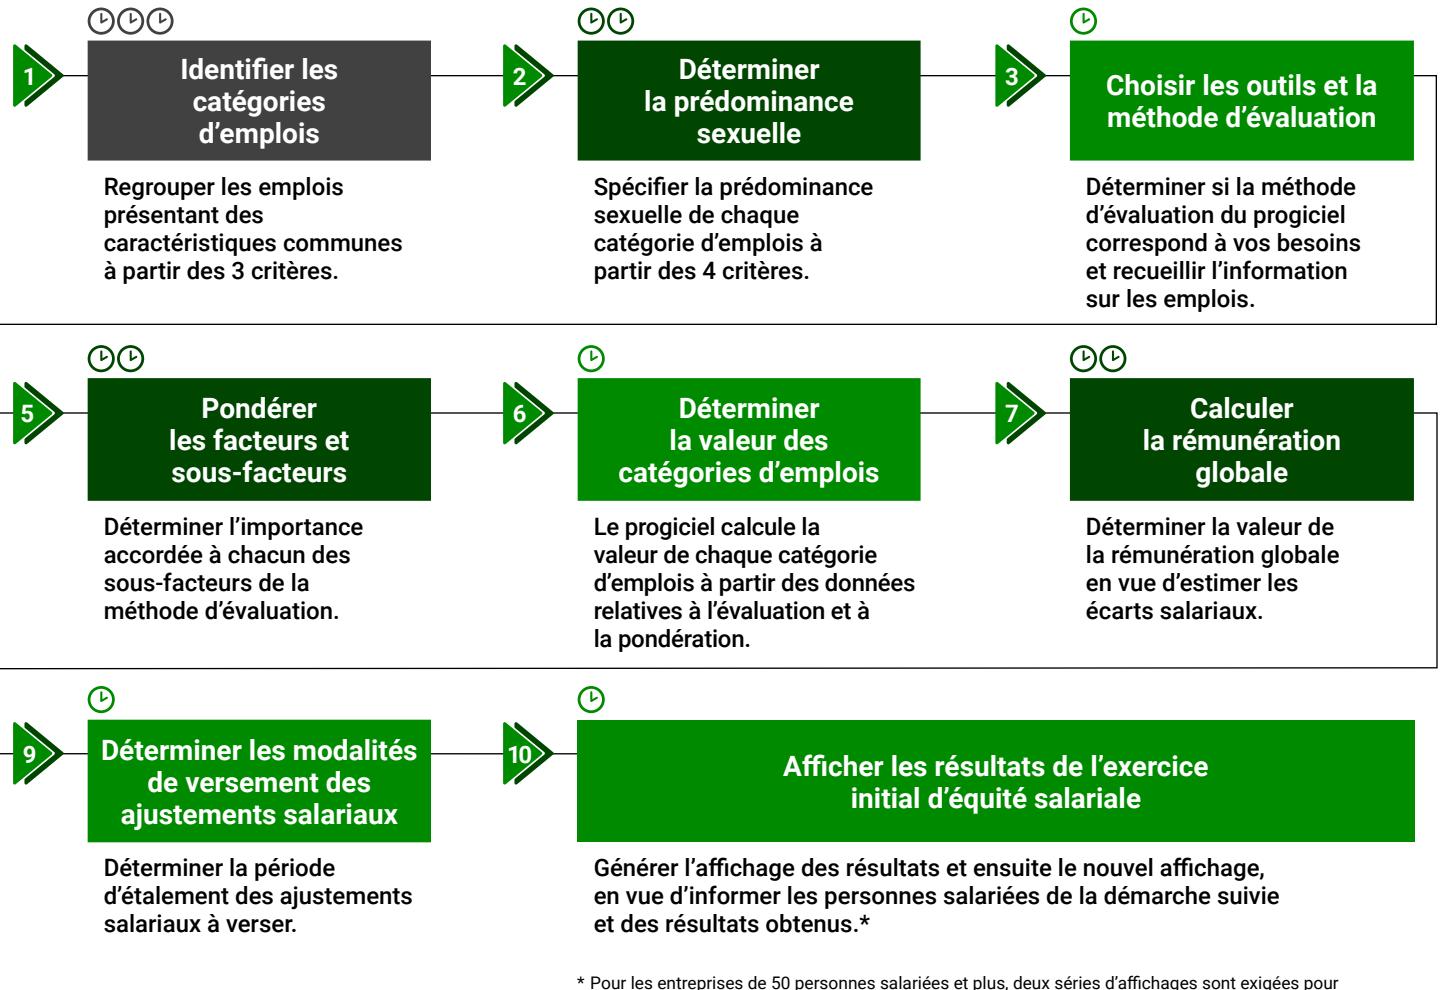 1
Identifier les
catégories
d'emplois
Regrouper les emplois
présentant des
caractéristiques communes
à partir des 3 critères.
2
Déterminer
la prédominance
sexuelle
Spécifier la prédominance
sexuelle de chaque
catégorie d'emplois à
partir des 4 critères.
3
Choisir les outils et la
méthode d'évaluation
Déterminer si la méthode
d'évaluation du progiciel
correspond à vos besoins
et recueillir l'information
sur les emplois.
5
Pondérer
les facteurs et
sous-facteurs
Déterminer l'importance
accordée à chacun des
sous-facteurs de la
méthode d'évaluation.
6
Déterminer
la valeur des
catégories d'emplois
Le progiciel calcule la
valeur de chaque catégorie
d'emplois à partir des données
relatives à l'évaluation et à
la pondération.
7
Calculer
la rémunération
globale
Déterminer la valeur de
la rémunération globale
en vue d'estimer les
écarts salariaux.
9
Déterminer les modalités
de versement des
ajustements salariaux
Déterminer la période
d'étalement des ajustements
salariaux à verser.
10
Afficher les résultats de l'exercice
initial d'équité salariale
Générer l'affichage des résultats et ensuite le nouvel affichage,
en vue d'informer les personnes salariées de la démarche suivie
et des résultats obtenus.*
* Pour les entreprises de 50 personnes salariées et plus, deux séries d'affichages sont exigées pour